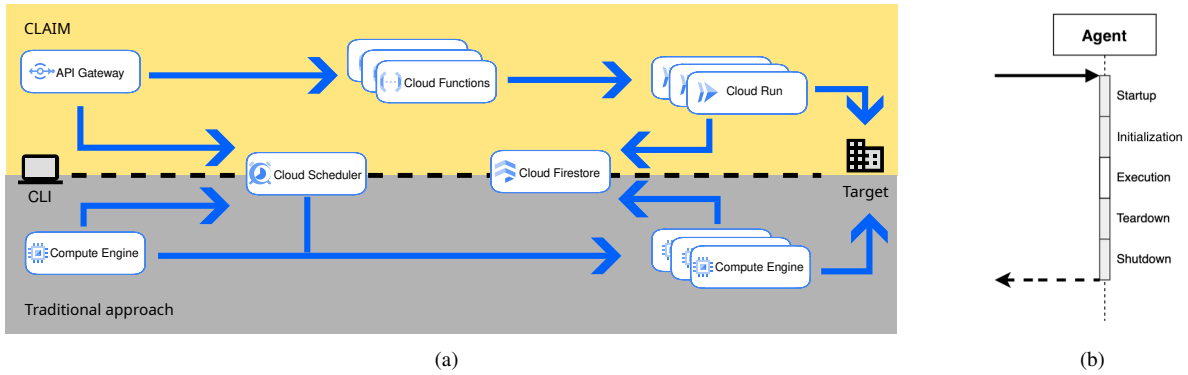 CLAIM
API Gateway
Cloud Functions
Cloud Run
Cloud Scheduler
Cloud Firestore
CLI
Target
Compute Engine
Compute Engine
Traditional approach
(a)
Agent
Startup
Initialization
Execution
Teardown
Shutdown
(b)